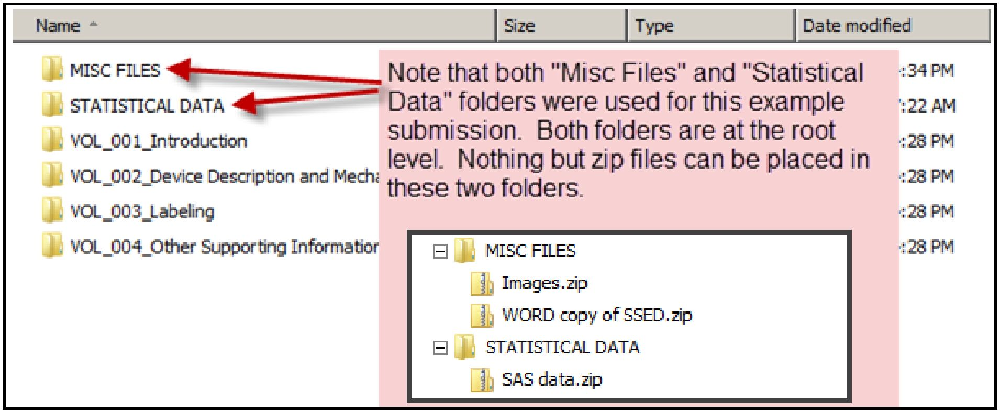 Name Size Type Date modified
MISC FILES :34 PM
STATISTICAL DATA :22 AM
VOL_001_Introduction :28 PM
VOL_002_Device Description and Mecha :28 PM
VOL_003_Labeling :28 PM
VOL_004_Other Supporting Information :28 PM
Note that both "Misc Files" and "Statistical
Data" folders were used for this example
submission. Both folders are at the root
level. Nothing but zip files can be placed in
these two folders.
MISC FILES
Images.zip
WORD copy of SSED.zip
STATISTICAL DATA
SAS data.zip